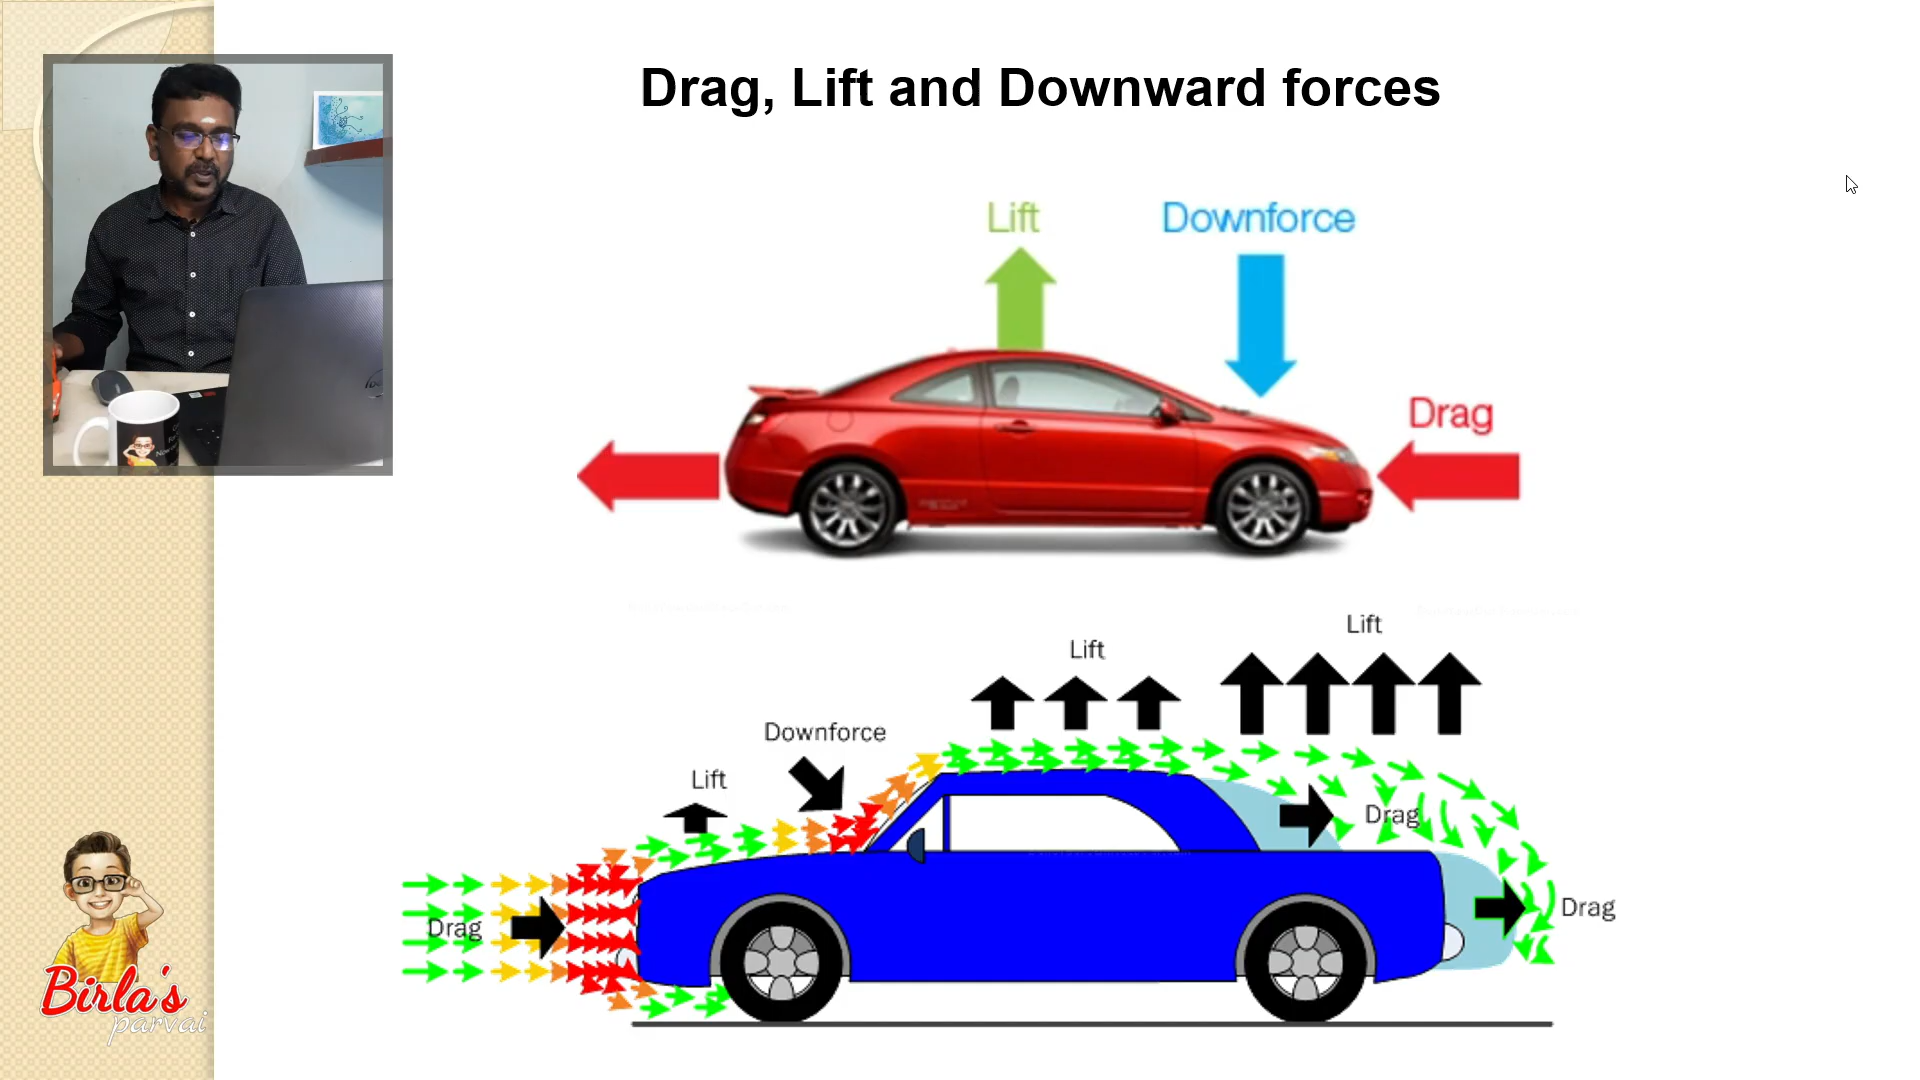 Drag, Lift and Downward forces
Lift
Downforce
Drag
Lift
Lift
Downforce
Lift
Drag
Drag
Drag
Birla's
parvai